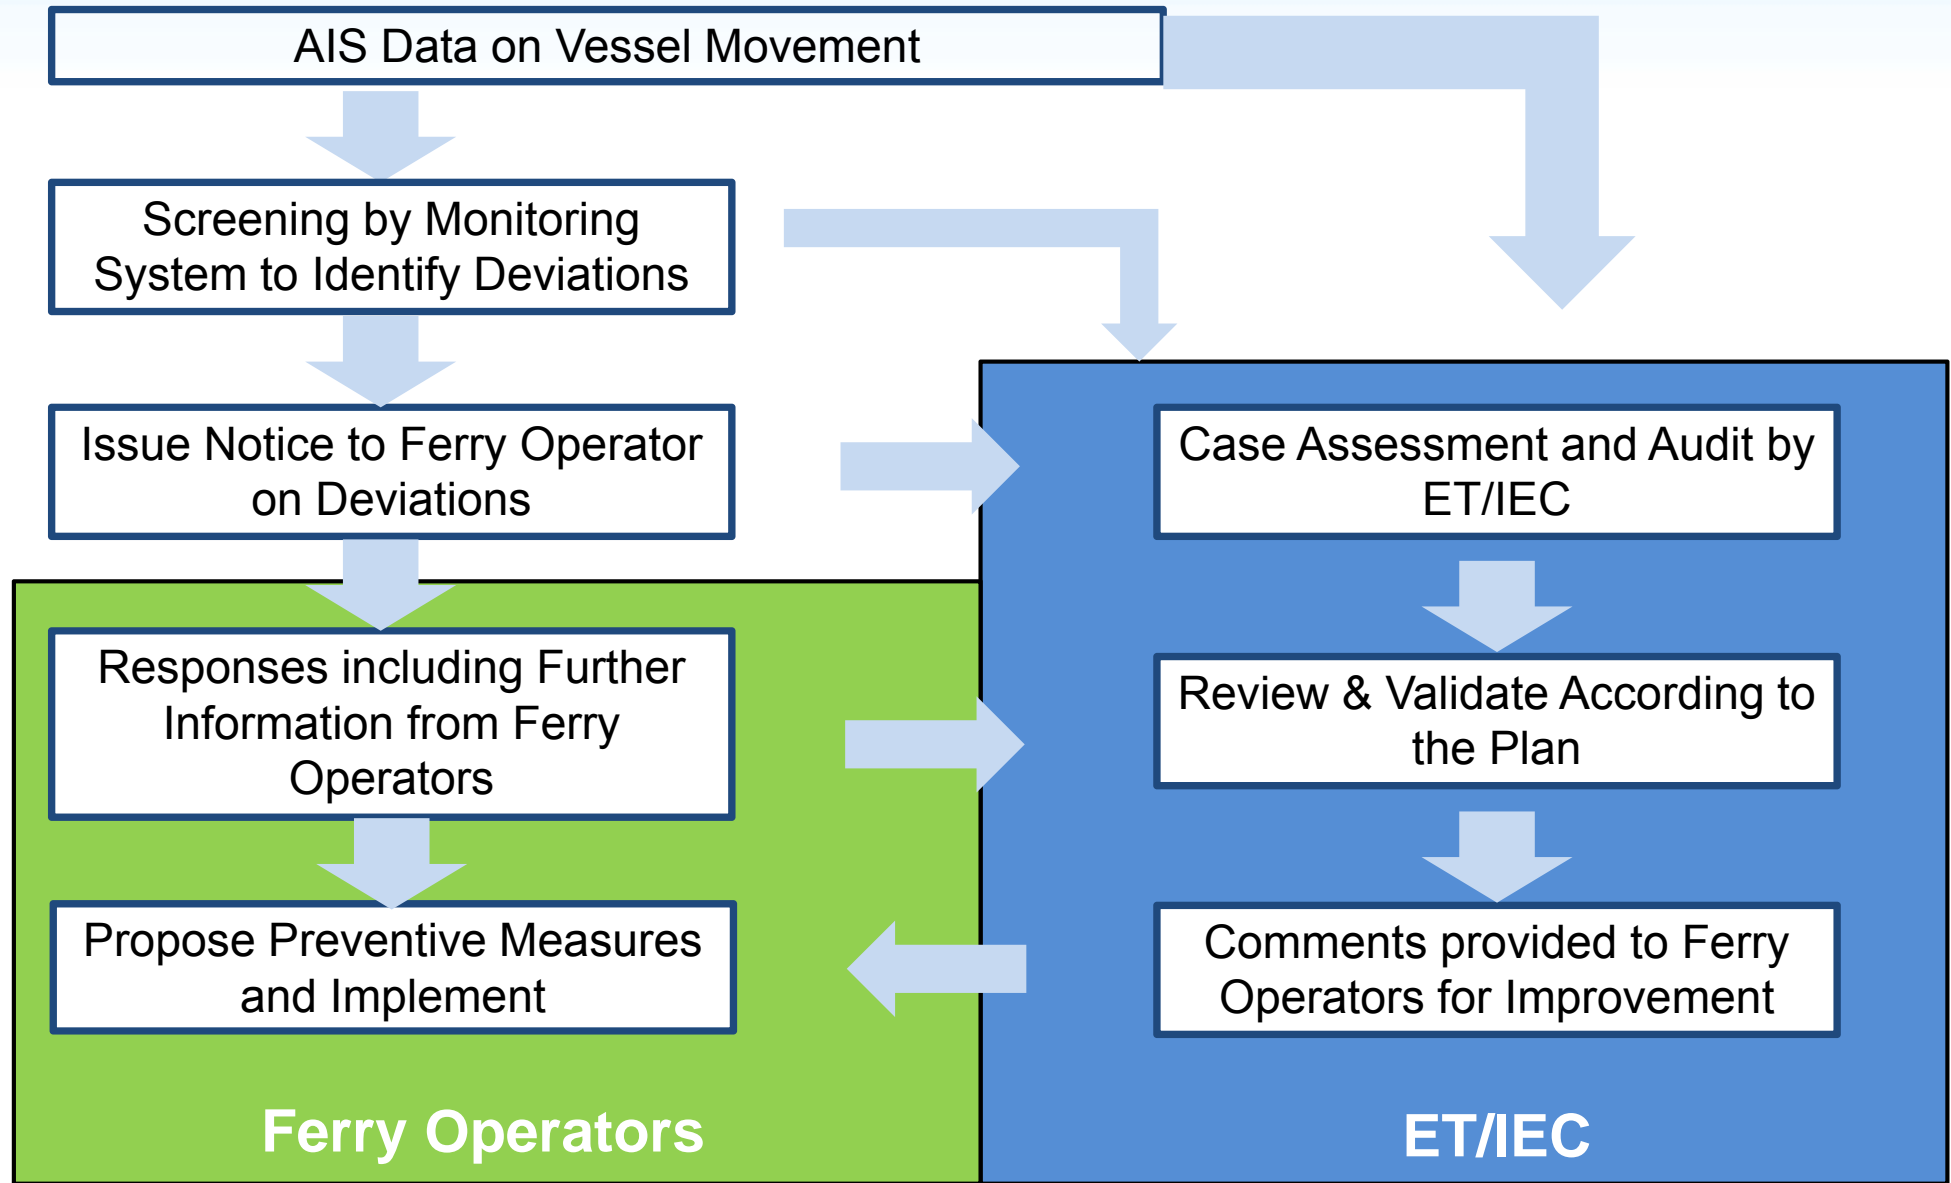 AIS Data on Vessel Movement
Screening by Monitoring
System to Identify Deviations
Issue Notice to Ferry Operator
on Deviations
Case Assessment and Audit by
ET/IEC
Responses including Further
Information from Ferry
Operators
Review & Validate According to
the Plan
Propose Preventive Measures
and Implement
Comments provided to Ferry
Operators for Improvement
Ferry Operators
ET/IEC